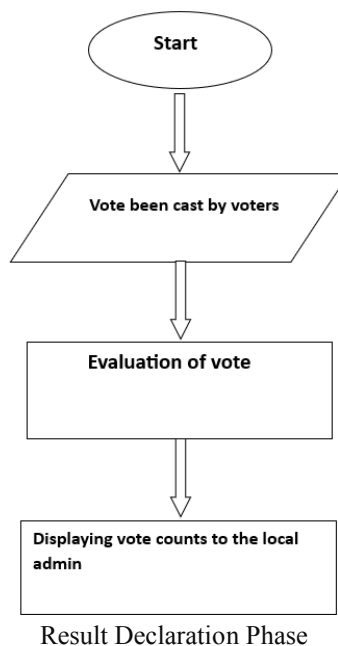 Start
Vote been cast by voters
Evaluation of vote
Displaying vote counts to the local
admin
Result Declaration Phase